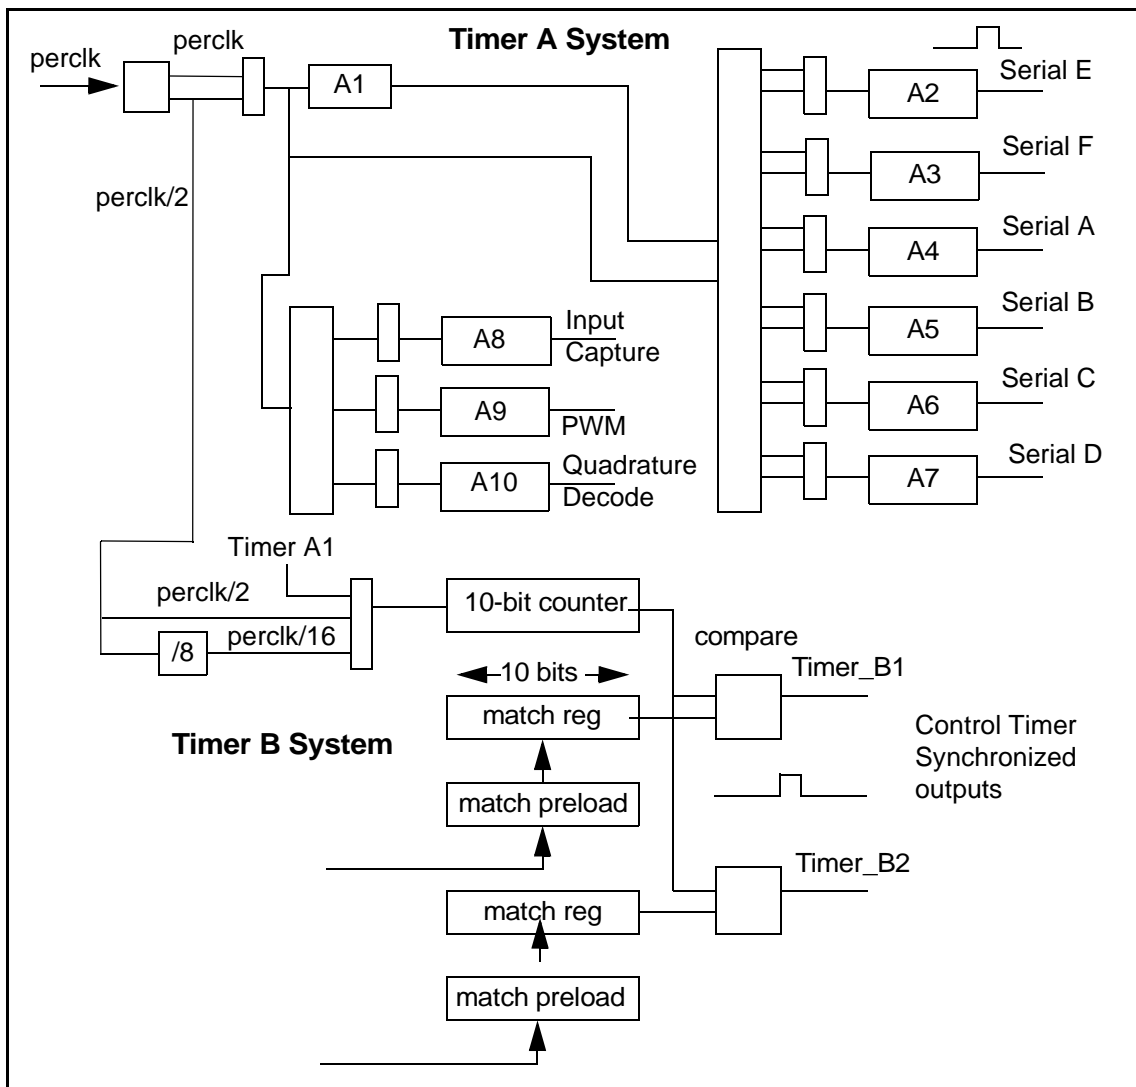 Timer A System
perclk
perclk
A1
perclk/2
A2
Serial E
A3
Serial F
A4
Serial A
A5
Serial B
A6
Serial C
A7
Serial D
A8
Input
Capture
A9
PWM
A10
Quadrature
Decode
Timer A1
perclk/2
perclk/16
/8
10-bit counter
compare
10 bits
match reg
Timer_B1
Timer B System
match preload
Control Timer
Synchronized
outputs
Timer_B2
match reg
match preload